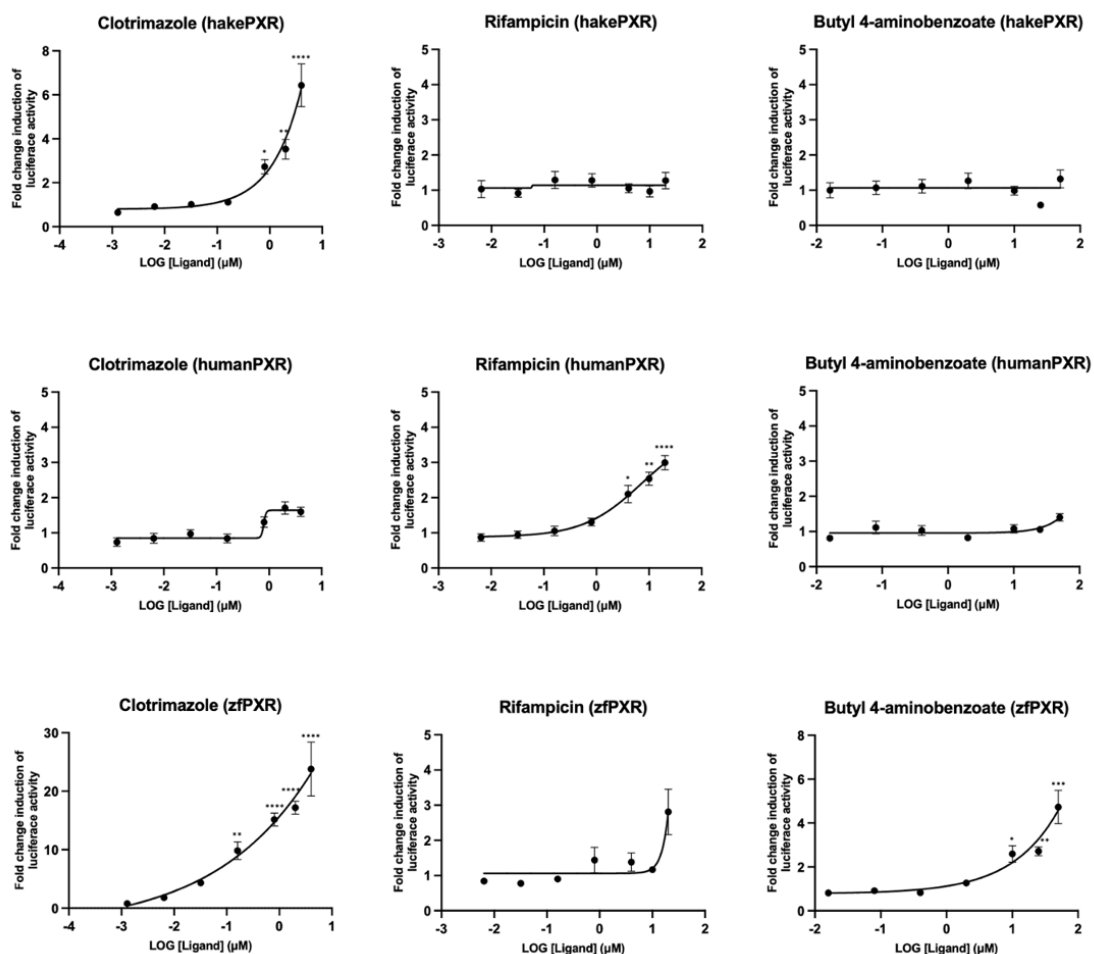 Clotrimazole (hakePXR)
Fold change induction of
luciferace activity
8
6
4
2
0
-4 -3 -2 -1 0 1
LOG [Ligand] (µM)
*
**
****
Rifampicin (hakePXR)
Fold change induction of
luciferace activity
5
4
3
2
1
0
-3 -2 -1 0 1 2
LOG [Ligand] (µM)
Butyl 4-aminobenzoate (hakePXR)
Fold change induction of
luciferace activity
5
4
3
2
1
0
-2 -1 0 1 2
LOG [Ligand] (µM)
Clotrimazole (humanPXR)
Fold change induction of
luciferace activity
5
4
3
2
1
0
-4 -3 -2 -1 0 1
LOG [Ligand] (µM)
Rifampicin (humanPXR)
Fold change induction of
luciferace activity
5
4
3
2
1
0
-3 -2 -1 0 1 2
LOG [Ligand] (µM)
*
**
****
Butyl 4-aminobenzoate (humanPXR)
Fold change induction of
luciferace activity
5
4
3
2
1
0
-2 -1 0 1 2
LOG [Ligand] (µM)
Clotrimazole (zfPXR)
Fold change induction of
luciferace activity
30
20
10
0
-4 -3 -2 -1 0 1
LOG [Ligand] (µM)
**
****
****
****
Rifampicin (zfPXR)
Fold change induction of
luciferace activity
5
4
3
2
1
0
-3 -2 -1 0 1 2
LOG [Ligand] (µM)
Butyl 4-aminobenzoate (zfPXR)
Fold change induction of
luciferace activity
8
6
4
2
0
-2 -1 0 1 2
LOG [Ligand] (µM)
*
**
***